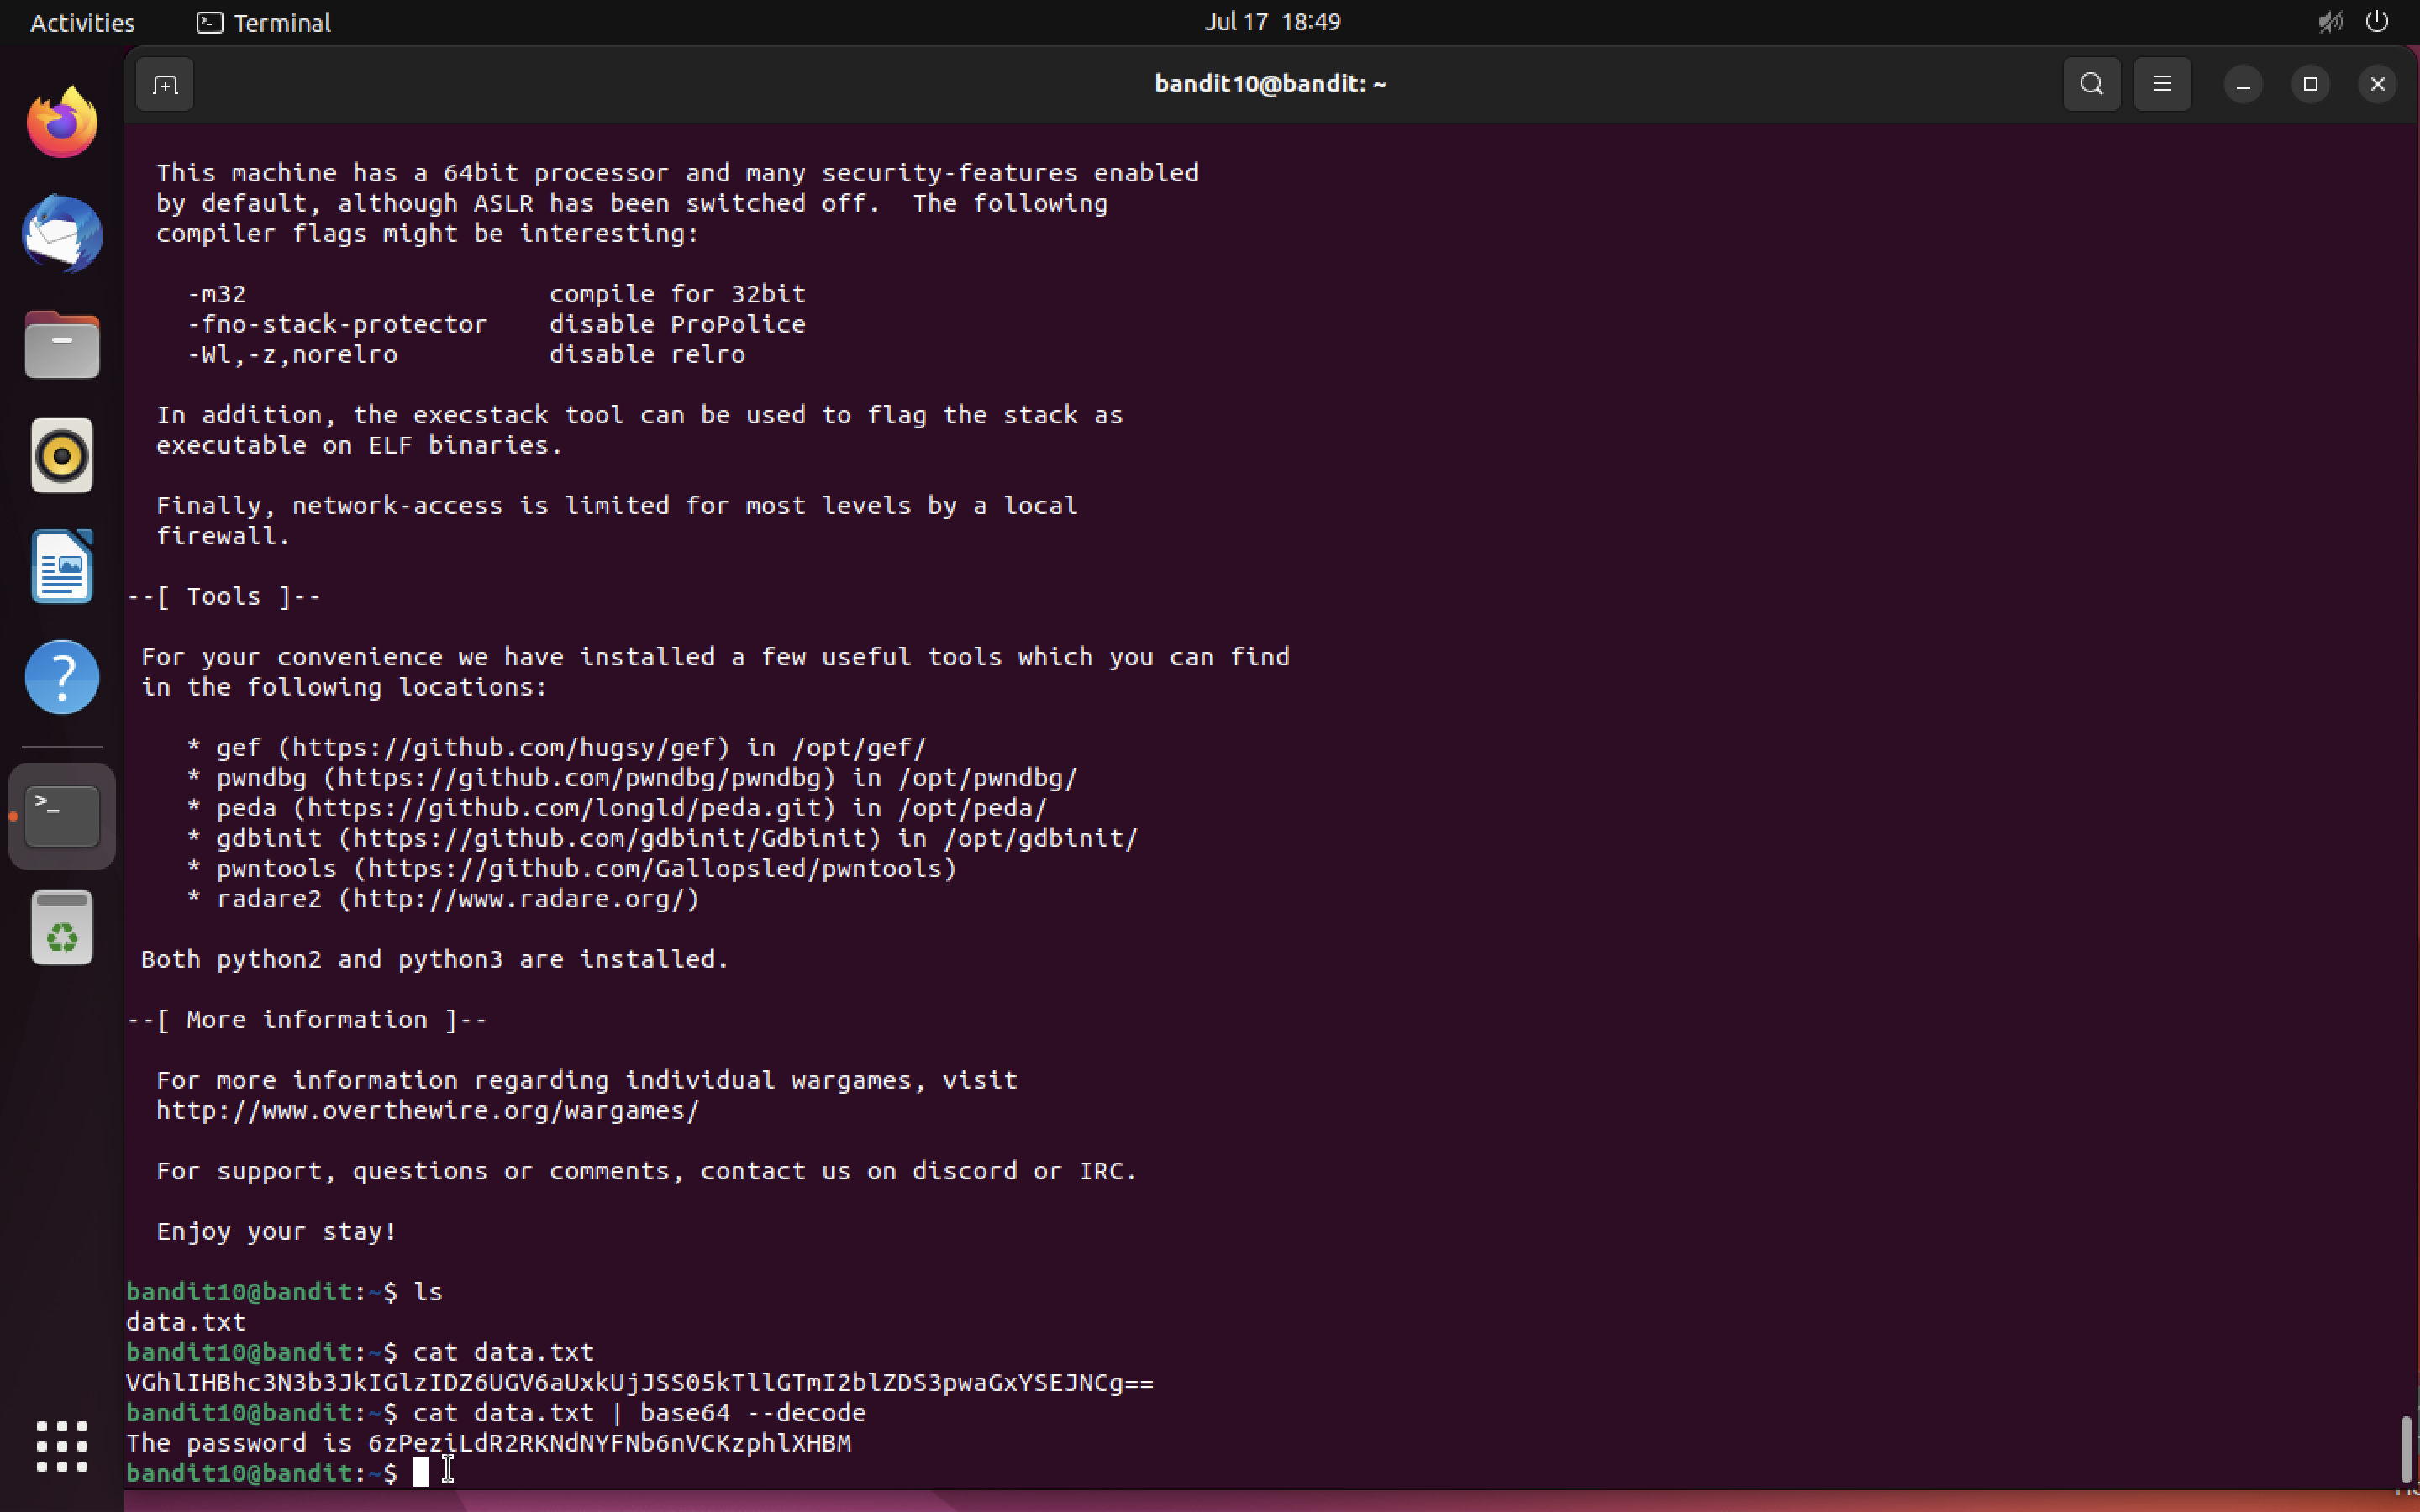 Activities
Terminal
Jul 17 18:49
bandit10@bandit: ~
This machine has a 64bit processor and many security-features enabled
by default, although ASLR has been switched off.  The following
compiler flags might be interesting:
-m32                    compile for 32bit
-fno-stack-protector    disable ProPolice
-Wl,-z,norelro          disable relro
In addition, the execstack tool can be used to flag the stack as
executable on ELF binaries.
Finally, network-access is limited for most levels by a local
firewall.
--[ Tools ]--
For your convenience we have installed a few useful tools which you can find
in the following locations:
* gef (https://github.com/hugsy/gef) in /opt/gef/
* pwndbg (https://github.com/pwndbg/pwndbg) in /opt/pwndbg/
* peda (https://github.com/longld/peda.git) in /opt/peda/
* gdbinit (https://github.com/gdbinit/Gdbinit) in /opt/gdbinit/
* pwntools (https://github.com/Gallopsled/pwntools)
* radare2 (http://www.radare.org/)
Both python2 and python3 are installed.
--[ More information ]--
For more information regarding individual wargames, visit
http://www.overthewire.org/wargames/
For support, questions or comments, contact us on discord or IRC.
Enjoy your stay!
bandit10@bandit:~$ ls
data.txt
bandit10@bandit:~$ cat data.txt
VGhlIHBhc3N3b3JkIGlzIDZ6UGV6aUxkUjJSS05kTllGTmI2blZDS3pwaGxYSEJNCg==
bandit10@bandit:~$ cat data.txt | base64 --decode
The password is 6zPeziLdR2RKNdNYFNb6nVCKzphlXHBM
bandit10@bandit:~$